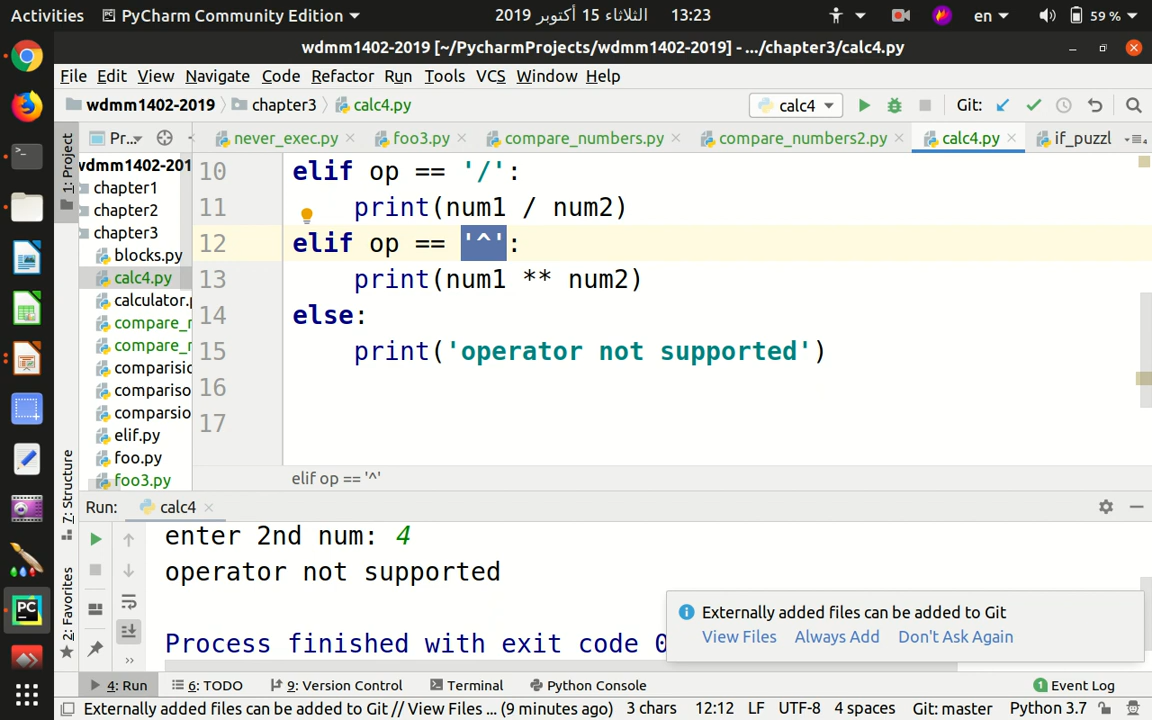 Activities PyCharm Community Edition الثلاثاء 15 أكتوبر 2019 13:23 en 59 %
wdmm1402-2019 [~/PycharmProjects/wdmm1402-2019] - .../chapter3/calc4.py
File Edit View Navigate Code Refactor Run Tools VCS Window Help
wdmm1402-2019 chapter3 calc4.py calc4 Git:
1: Project Pr... never_exec.py foo3.py compare_numbers.py compare_numbers2.py calc4.py if_puzzl
wdmm1402-201
chapter1
chapter2
chapter3
blocks.py
calc4.py
calculator.p
compare_n
compare_n
comparisio
compariso
comparsio
elif.py
foo.py
foo3.py
10 elif op == '/':
11 print(num1 / num2)
12 elif op == '^':
13 print(num1 ** num2)
14 else:
15 print('operator not supported')
16
17
elif op == '^'
7: Structure
2: Favorites
Run: calc4
enter 2nd num: 4
operator not supported
Process finished with exit code 0
Externally added files can be added to Git
View Files Always Add Don't Ask Again
4: Run 6: TODO 9: Version Control Terminal Python Console 1 Event Log
Externally added files can be added to Git // View Files ... (9 minutes ago) 3 chars 12:12 LF UTF-8 4 spaces Git: master Python 3.7